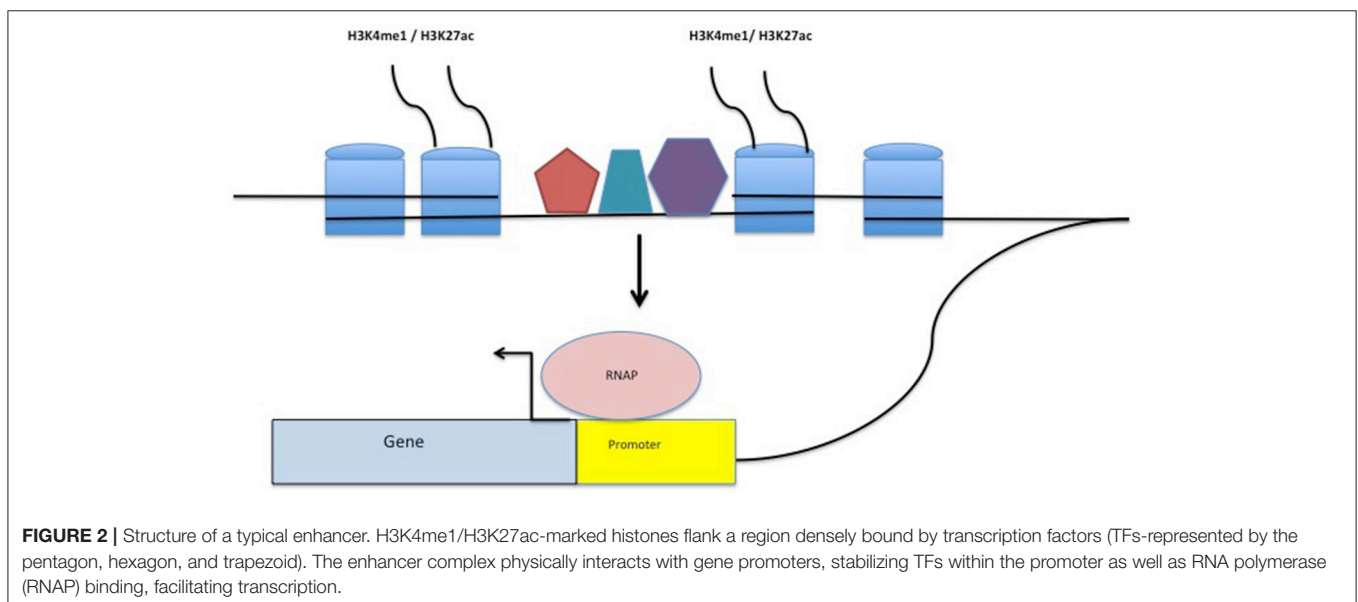 H3K4me1 / H3K27ac
H3K4me1/ H3K27ac
RNAP
Gene
Promoter
FIGURE 2 | Structure of a typical enhancer. H3K4me1/H3K27ac-marked histones flank a region densely bound by transcription factors (TFs-represented by the
pentagon, hexagon, and trapezoid). The enhancer complex physically interacts with gene promoters, stabilizing TFs within the promoter as well as RNA polymerase
(RNAP) binding, facilitating transcription.